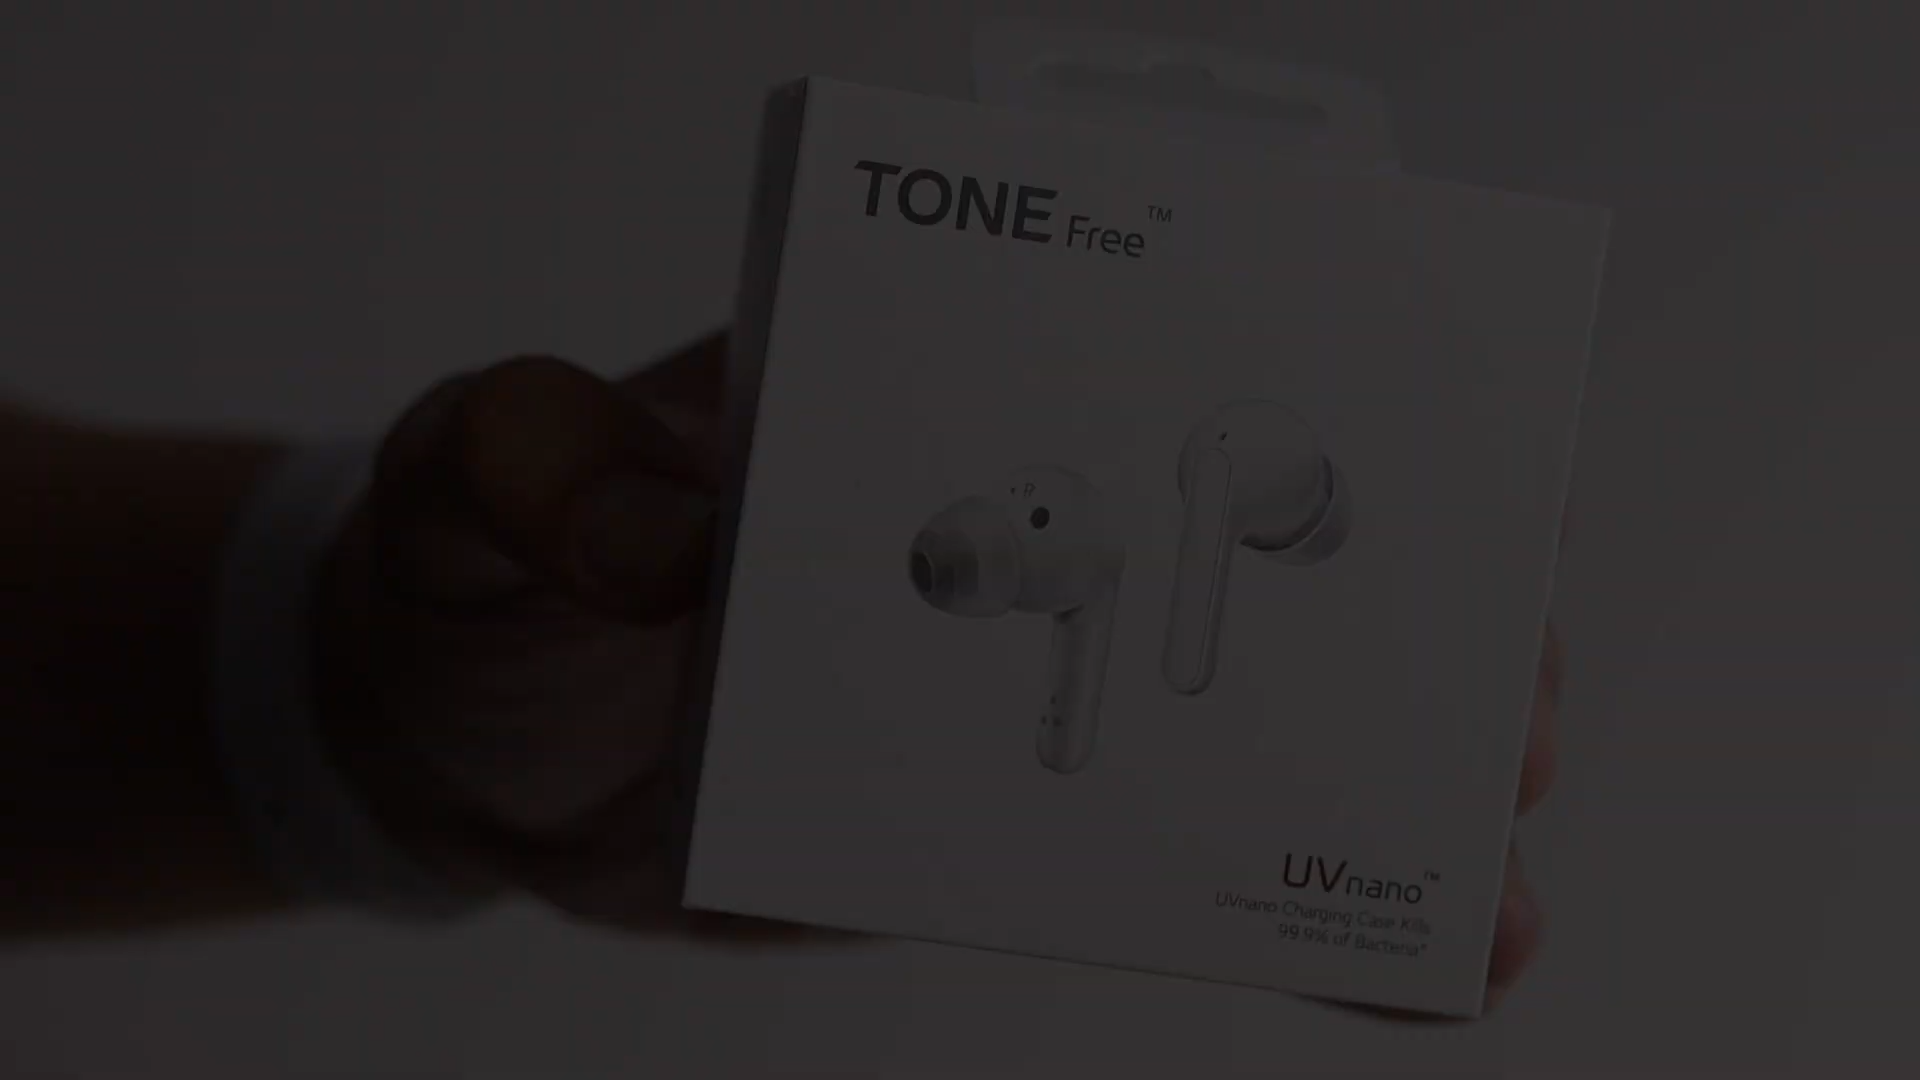 TONE Free™
R
UVnano™
UVnano Charging Case Kills
99.9% of Bacteria*